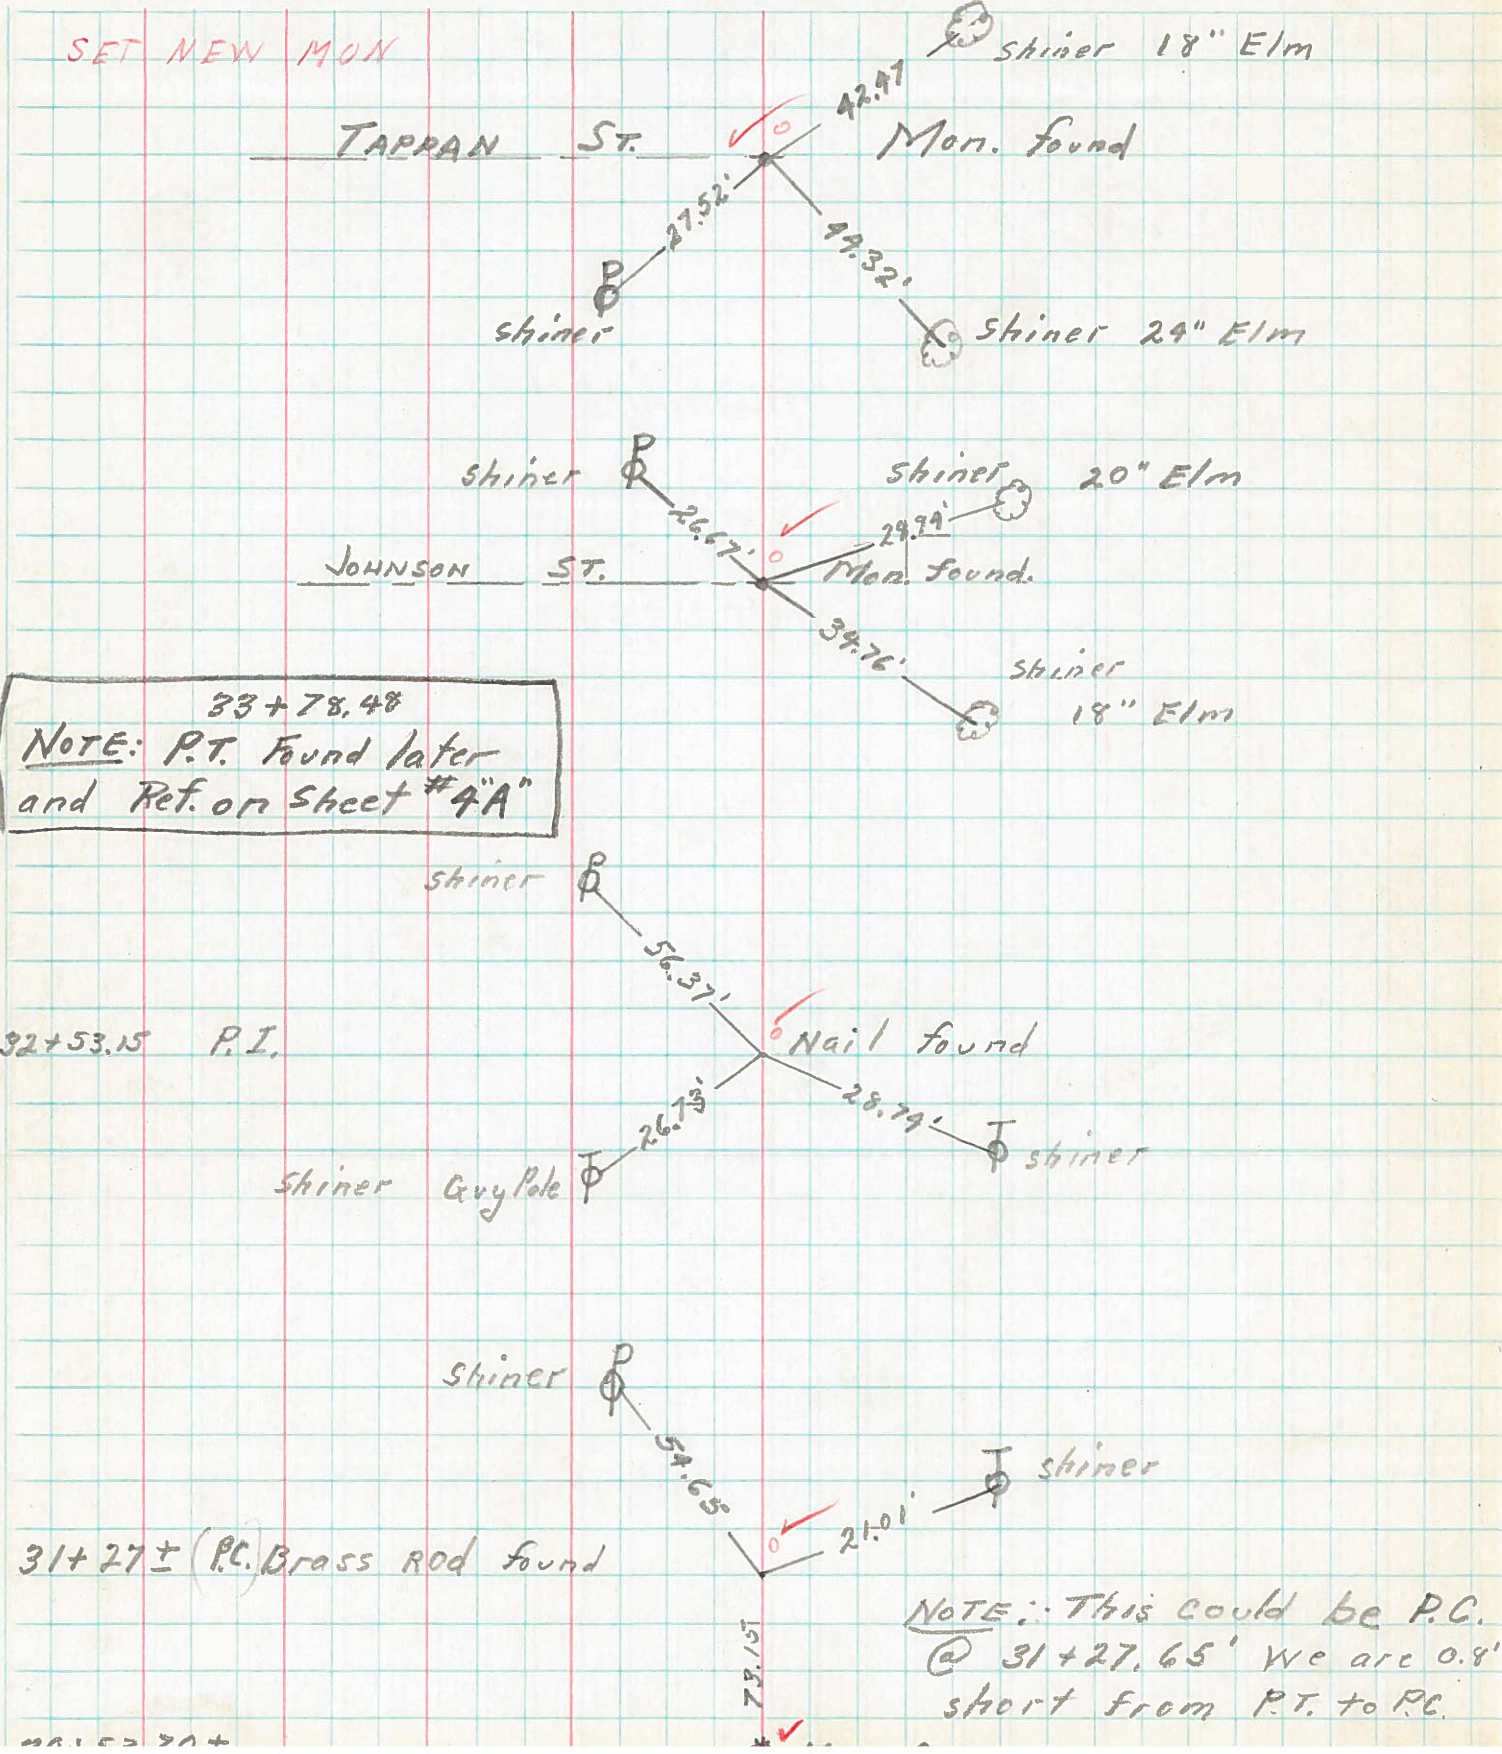 SET NEW MON
Shiner 18" Elm
42.47
TAPPAN ST.
Mon. found
27.52'
44.32'
Shiner
Shiner 24" Elm
Shiner
Shiner 20" Elm
26.67'
29.94'
JOHNSON ST.
Mon. found.
34.76'
Shiner
18" Elm
33+78.48
NOTE: P.T. Found later
and Ref. on Sheet #4"A"
Shiner
56.37'
32+53.15 P.I.
Nail found
26.73'
28.74'
Shiner Guy Pole
Shiner
Shiner
54.65
Shiner
21.01'
31+27± (P.C.) Brass Rod found
NOTE: This could be P.C.
@ 31+27.65' We are 0.8'
short from P.T. to P.C.